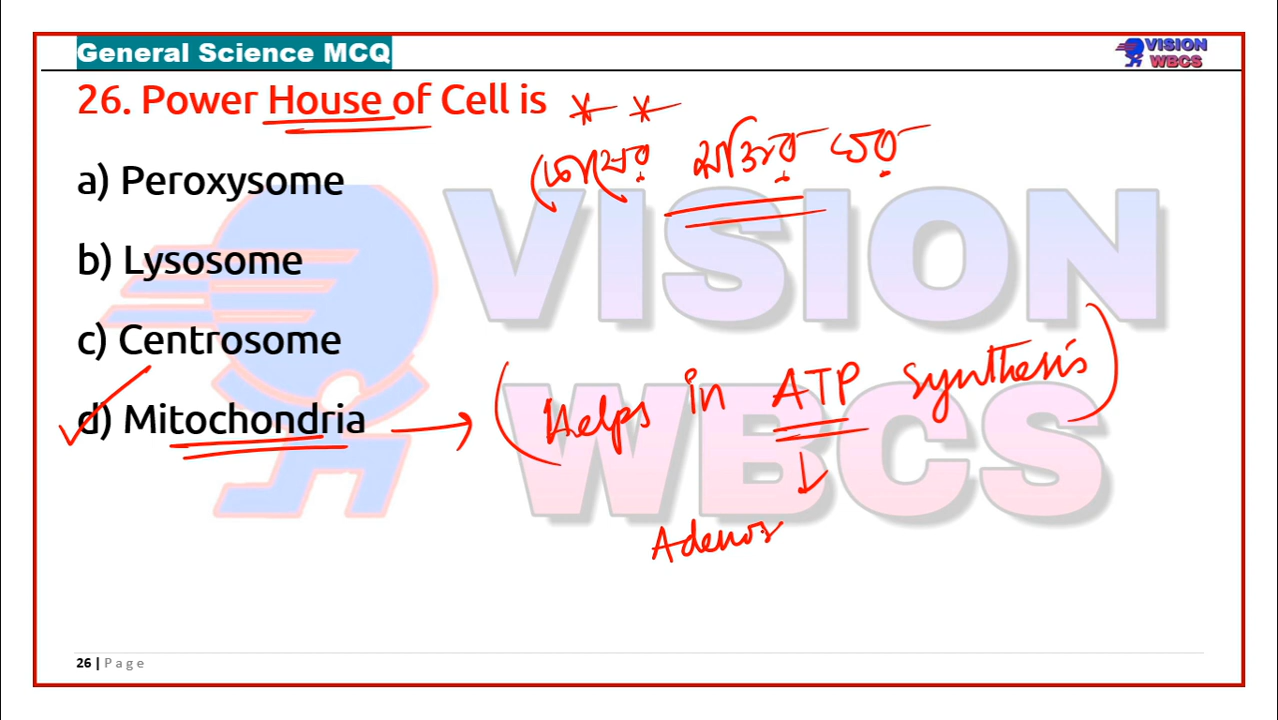 General Science MCQ
VISION
WBCS
26. Power House of Cell is
কোষের শক্তি ঘর
a) Peroxysome
b) Lysosome
c) Centrosome
d) Mitochondria
Helps in ATP synthesis
Adenos
VISION
WBCS
26 | Page